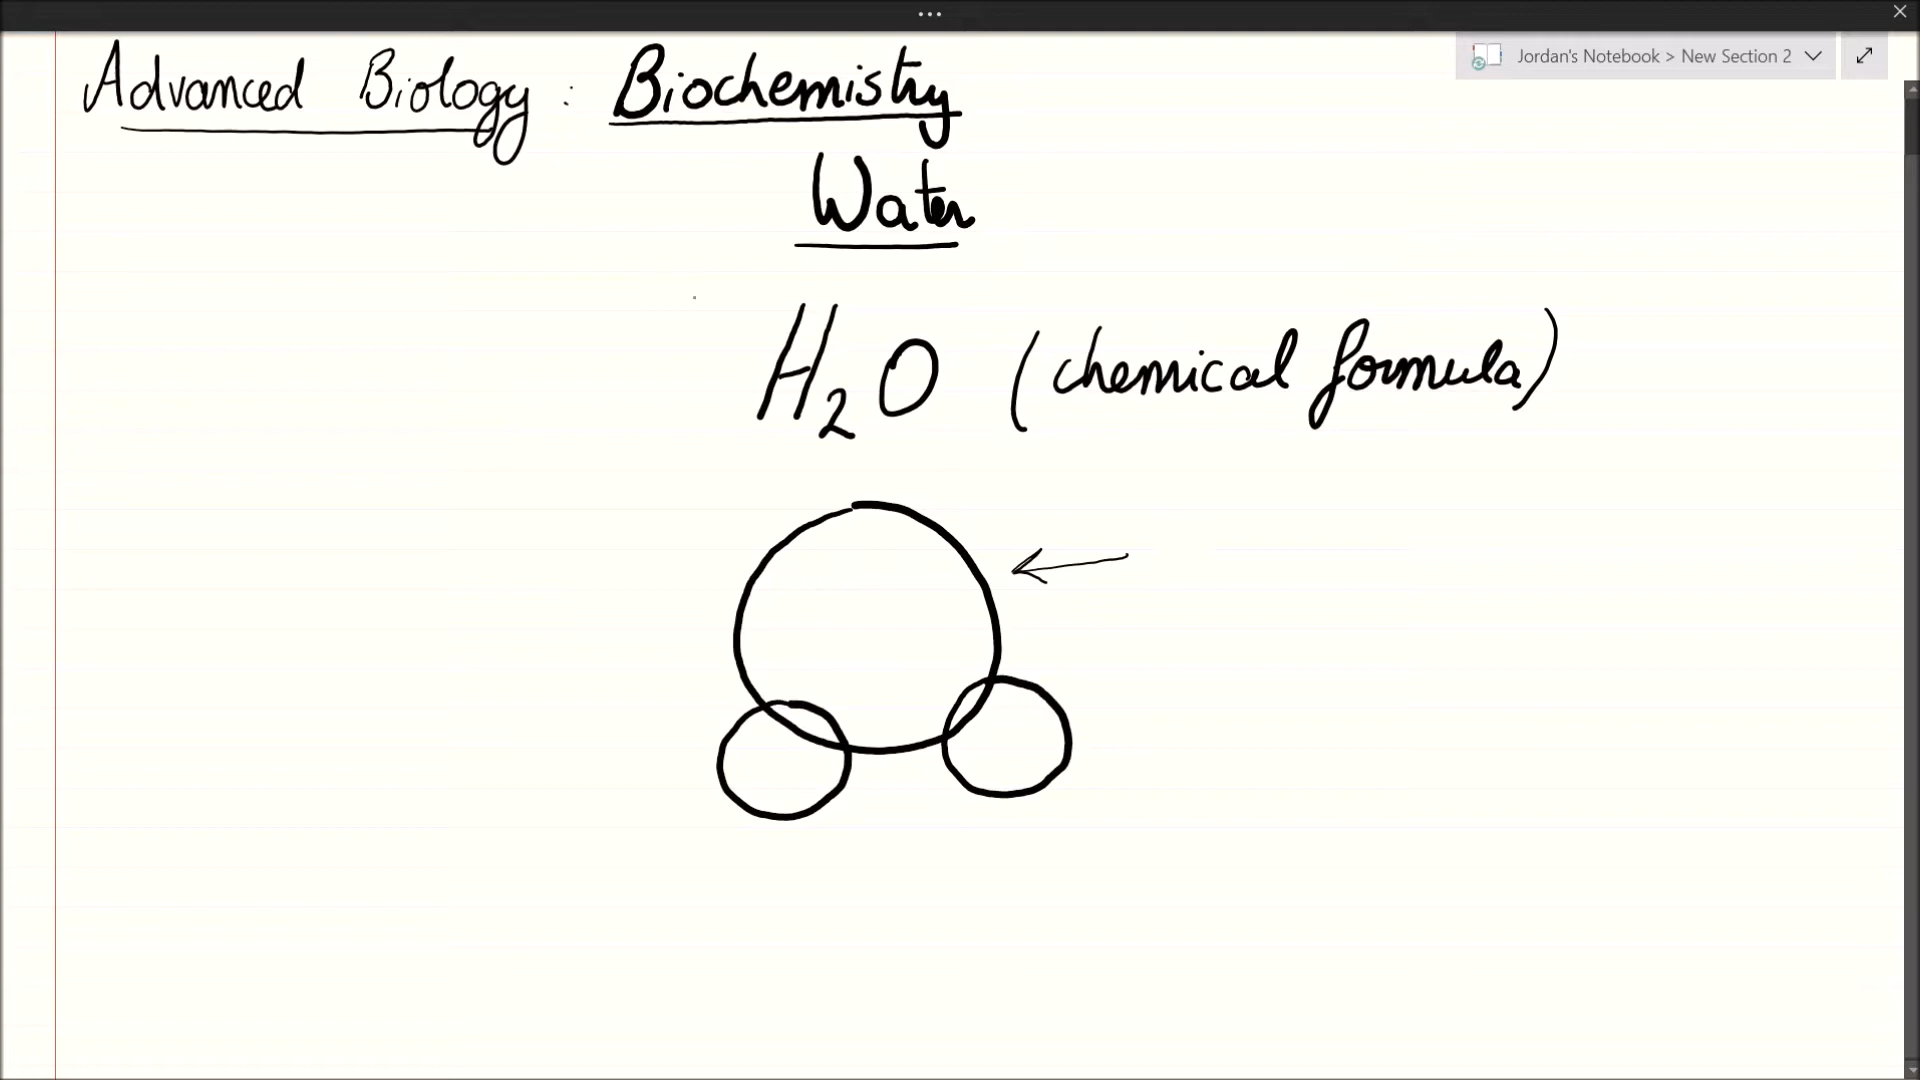 Jordan's Notebook > New Section 2
Advanced Biology : Biochemistry
Water
H₂O (chemical formula)